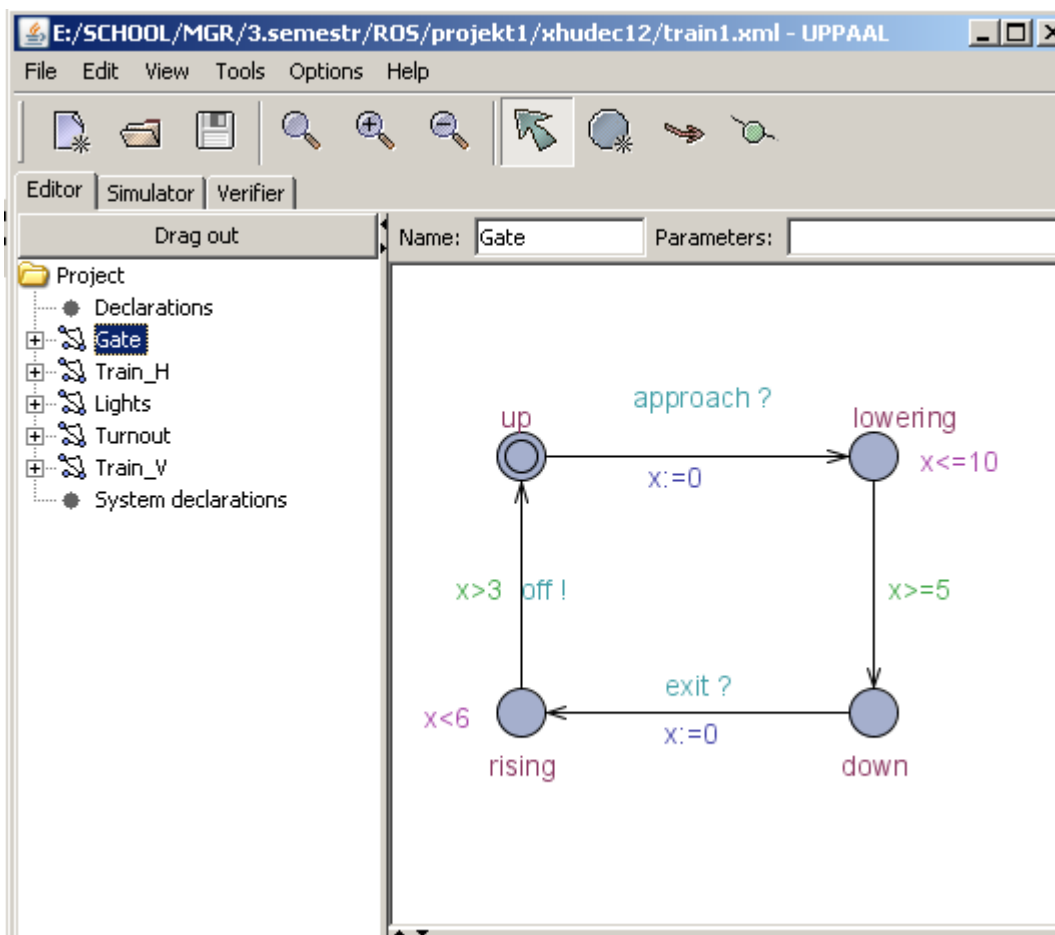 E:/SCHOOL/MGR/3.semestr/ROS/projekt1/xhudec12/train1.xml - UPPAAL
File Edit View Tools Options Help
Editor Simulator Verifier
Drag out
Name: Gate Parameters:
Project
Declarations
Gate
Train_H
Lights
Turnout
Train_V
System declarations
approach ?
up
lowering
x:=0
x<=10
x>3
off !
x>=5
exit ?
x<6
x:=0
rising
down